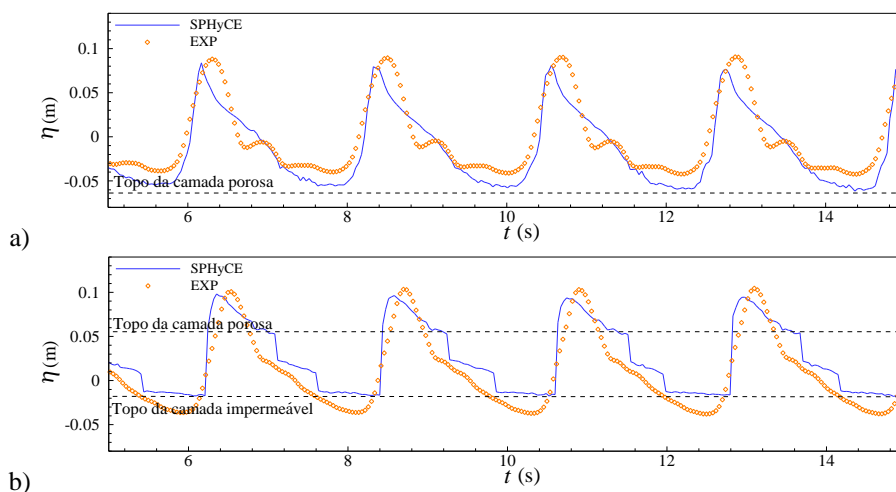 SPHyCE
EXP
0.1
0.05
0
-0.05
η (m)
Topo da camada porosa
6
8
10
12
14
t (s)
a)
SPHyCE
EXP
0.1
Topo da camada porosa
0.05
0
-0.05
η (m)
Topo da camada impermeável
6
8
10
12
14
t (s)
b)